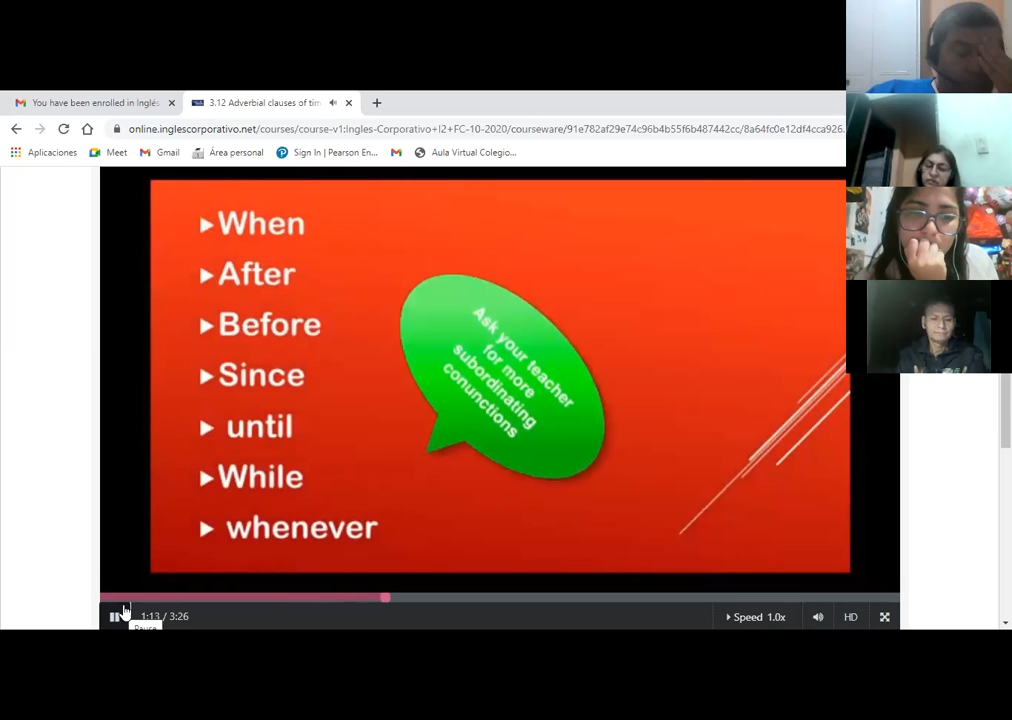 You have been enrolled in Inglés
3.12 Adverbial clauses of tim
online.inglescorporativo.net/courses/course-v1:Ingles-Corporativo+I2+FC-10-2020/courseware/91e782af29e74c96b4b55f6b487442cc/8a64fc0e12df4cca926.
Aplicaciones
Meet
Gmail
Área personal
Sign In | Pearson En...
Aula Virtual Colegio...
When
After
Before
Since
until
While
whenever
Ask your teacher
for more
subordinating
conunctions
1:13 / 3:26
Pause
Speed 1.0x
HD